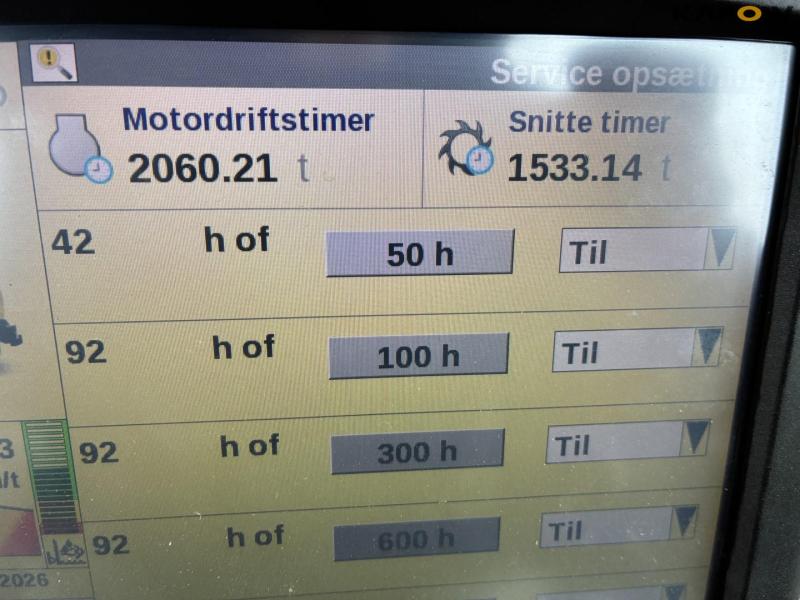 Service opsætning
Motordriftstimer
2060.21 t
Snitte timer
1533.14 t
42 h of 50 h Til
92 h of 100 h Til
92 h of 300 h Til
92 h of 600 h Til
3
/t
2026